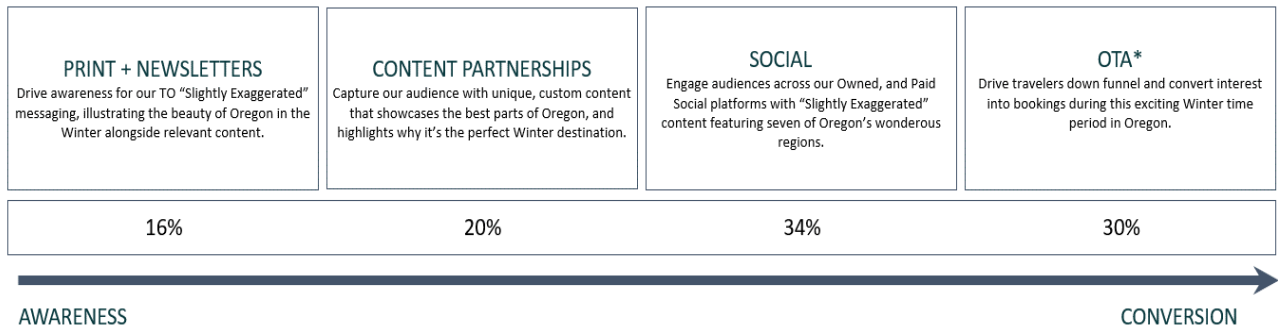 PRINT + NEWSLETTERS
Drive awareness for our TO “Slightly Exaggerated”
messaging, illustrating the beauty of Oregon in the
Winter alongside relevant content.
CONTENT PARTNERSHIPS
Capture our audience with unique, custom content
that showcases the best parts of Oregon, and
highlights why it’s the perfect Winter destination.
SOCIAL
Engage audiences across our Owned, and Paid
Social platforms with “Slightly Exaggerated”
content featuring seven of Oregon’s wonderous
regions.
OTA*
Drive travelers down funnel and convert interest
into bookings during this exciting Winter time
period in Oregon.
16%
20%
34%
30%
AWARENESS
CONVERSION